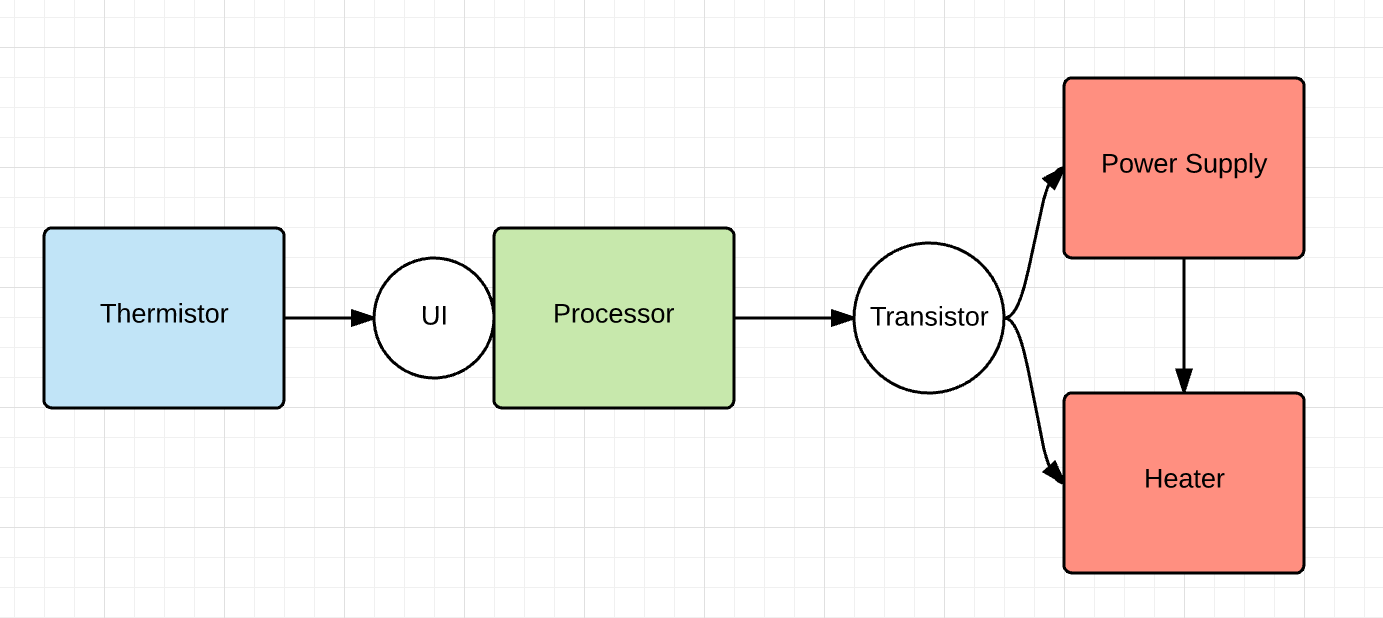 Thermistor
UI
Processor
Transistor
Power Supply
Heater